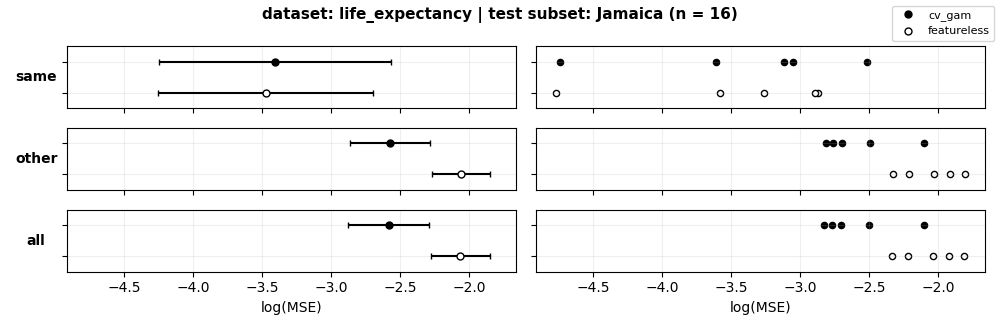 dataset: life_expectancy | test subset: Jamaica (n = 16)
cv_gam
featureless
same
other
all
−4.5 −4.0 −3.5 −3.0 −2.5 −2.0
−4.5 −4.0 −3.5 −3.0 −2.5 −2.0
log(MSE)
log(MSE)